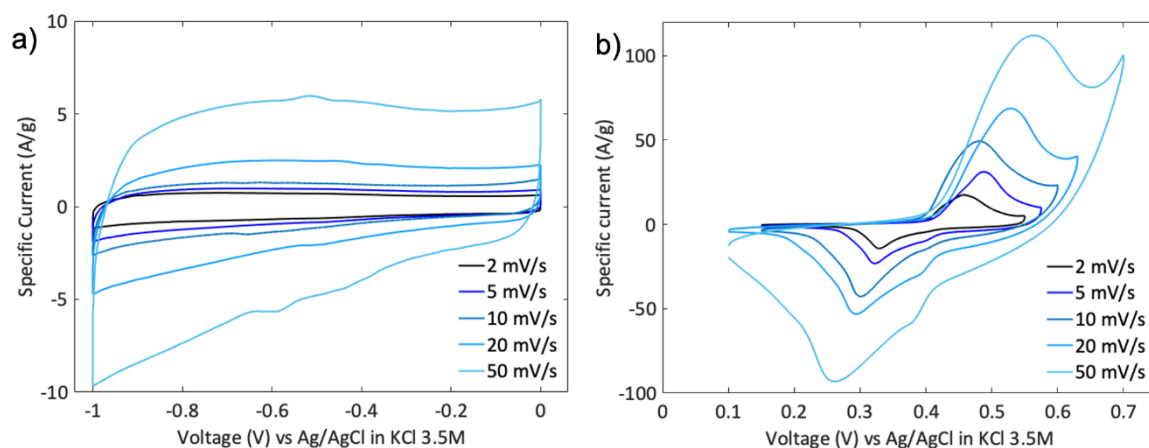 a)
Specific Current (A/g)
10
5
0
-5
-10
-1
-0.8
-0.6
-0.4
-0.2
0
Voltage (V) vs Ag/AgCl in KCl 3.5M
2 mV/s
5 mV/s
10 mV/s
20 mV/s
50 mV/s
b)
Specific Current (A/g)
100
50
0
-50
-100
0
0.1
0.2
0.3
0.4
0.5
0.6
0.7
Voltage (V) vs Ag/AgCl in KCl 3.5M
2 mV/s
5 mV/s
10 mV/s
20 mV/s
50 mV/s